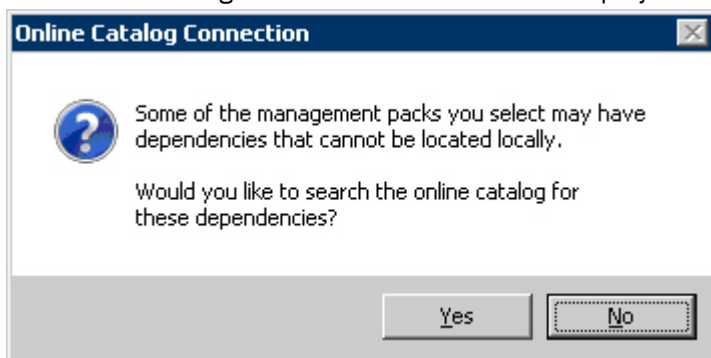 Online Catalog Connection
Some of the management packs you select may have
dependencies that cannot be located locally.
Would you like to search the online catalog for
these dependencies?
Yes
No